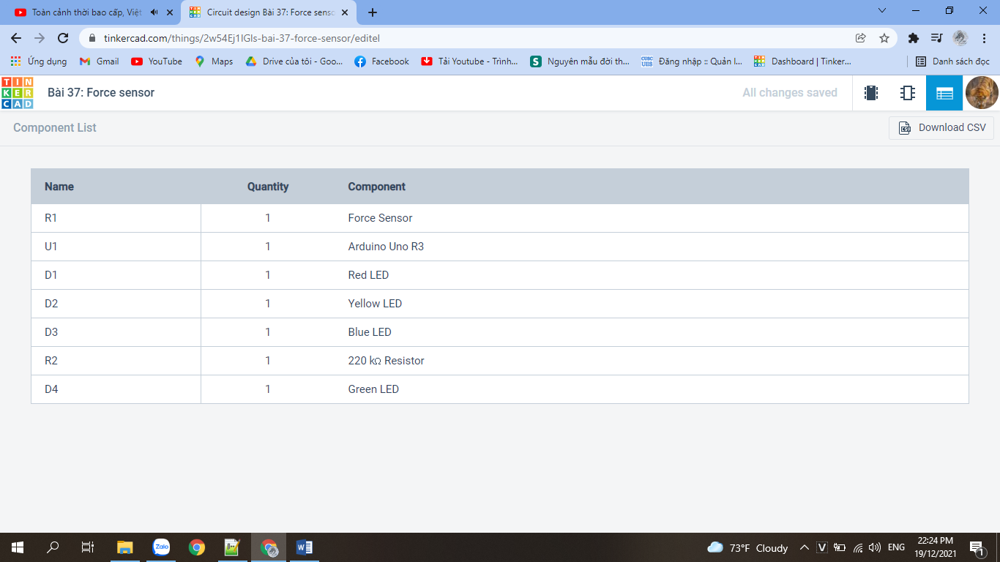 Toàn cảnh thời bao cấp, Việt
Circuit design Bài 37: Force senso
tinkercad.com/things/2w54Ej1IGIs-bai-37-force-sensor/editel
Ứng dụng Gmail YouTube Maps Drive của tôi - Goo... Facebook Tải Youtube - Trình... Nguyên mẫu đời th... Đăng nhập :: Quản l... Dashboard | Tinker... Danh sách đọc
TINKERCAD
Bài 37: Force sensor
All changes saved
Component List
Download CSV
Name Quantity Component
R1 1 Force Sensor
U1 1 Arduino Uno R3
D1 1 Red LED
D2 1 Yellow LED
D3 1 Blue LED
R2 1 220 kΩ Resistor
D4 1 Green LED
Zalo
73°F Cloudy
V
ENG
22:24 PM
19/12/2021
1